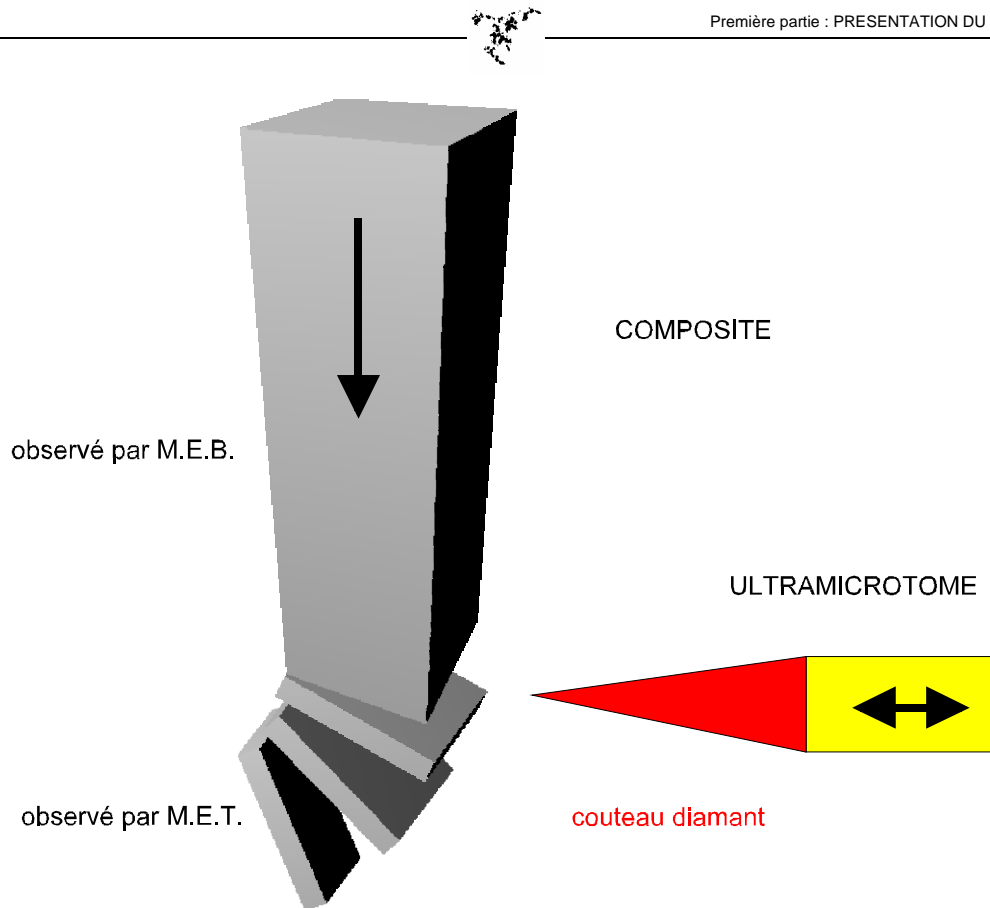 Première partie : PRESENTATION DU
COMPOSITE
observé par M.E.B.
ULTRAMICROTOME
observé par M.E.T.
couteau diamant